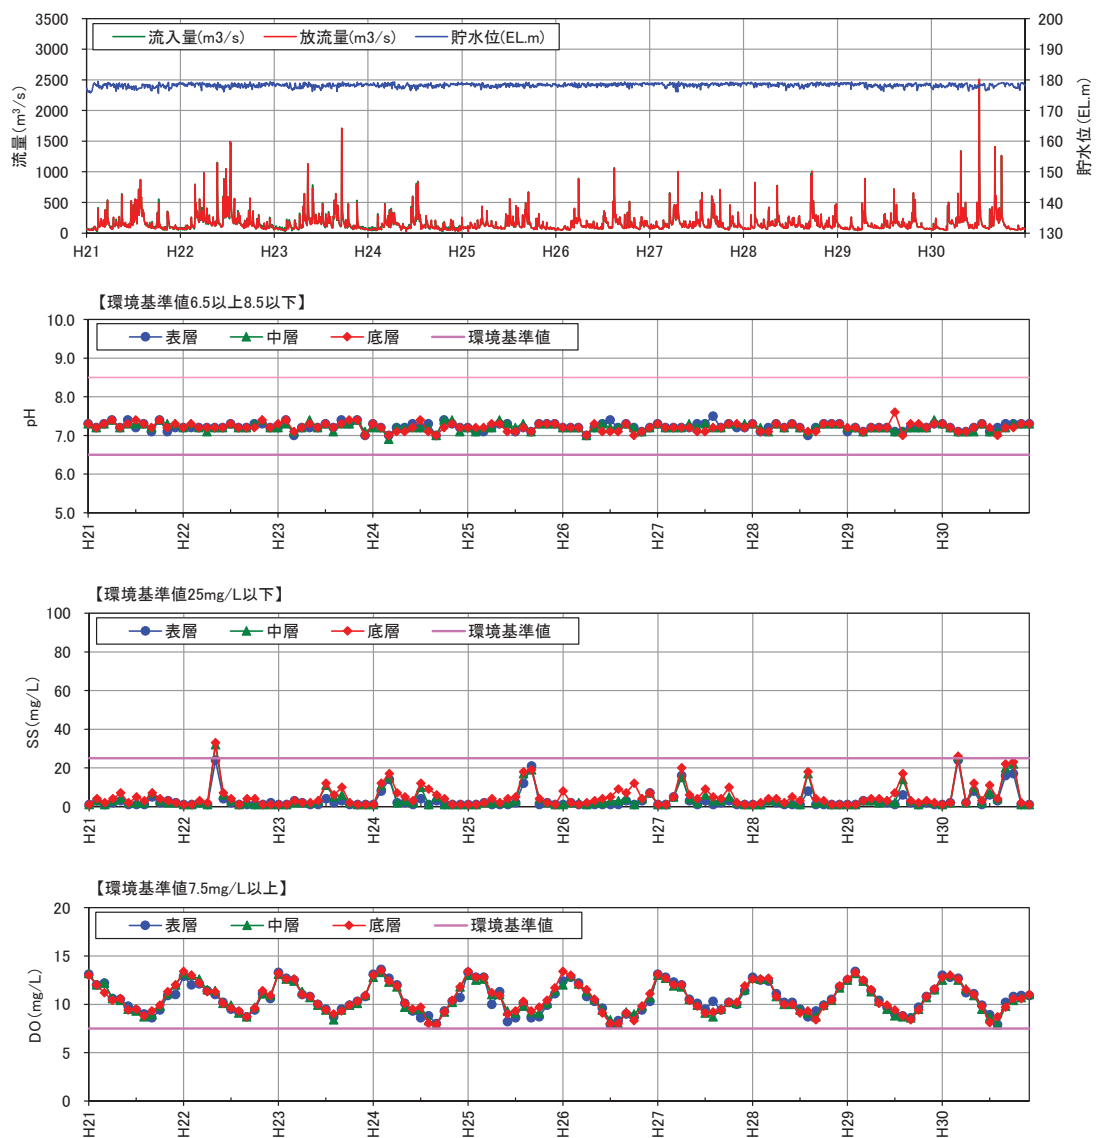 流入量(m3/s) 放流量(m3/s) 貯水位(EL.m)
流量(m³/s)
3500
3000
2500
2000
1500
1000
500
0
200
190
180
170
160
150
140
130
貯水位(EL.m)
H21 H22 H23 H24 H25 H26 H27 H28 H29 H30
【環境基準値6.5以上8.5以下】
表層 中層 底層 環境基準値
pH
10.0
9.0
8.0
7.0
6.0
5.0
H21 H22 H23 H24 H25 H26 H27 H28 H29 H30
【環境基準値25mg/L以下】
表層 中層 底層 環境基準値
SS(mg/L)
100
80
60
40
20
0
H21 H22 H23 H24 H25 H26 H27 H28 H29 H30
【環境基準値7.5mg/L以上】
表層 中層 底層 環境基準値
DO(mg/L)
20
15
10
5
0
H21 H22 H23 H24 H25 H26 H27 H28 H29 H30